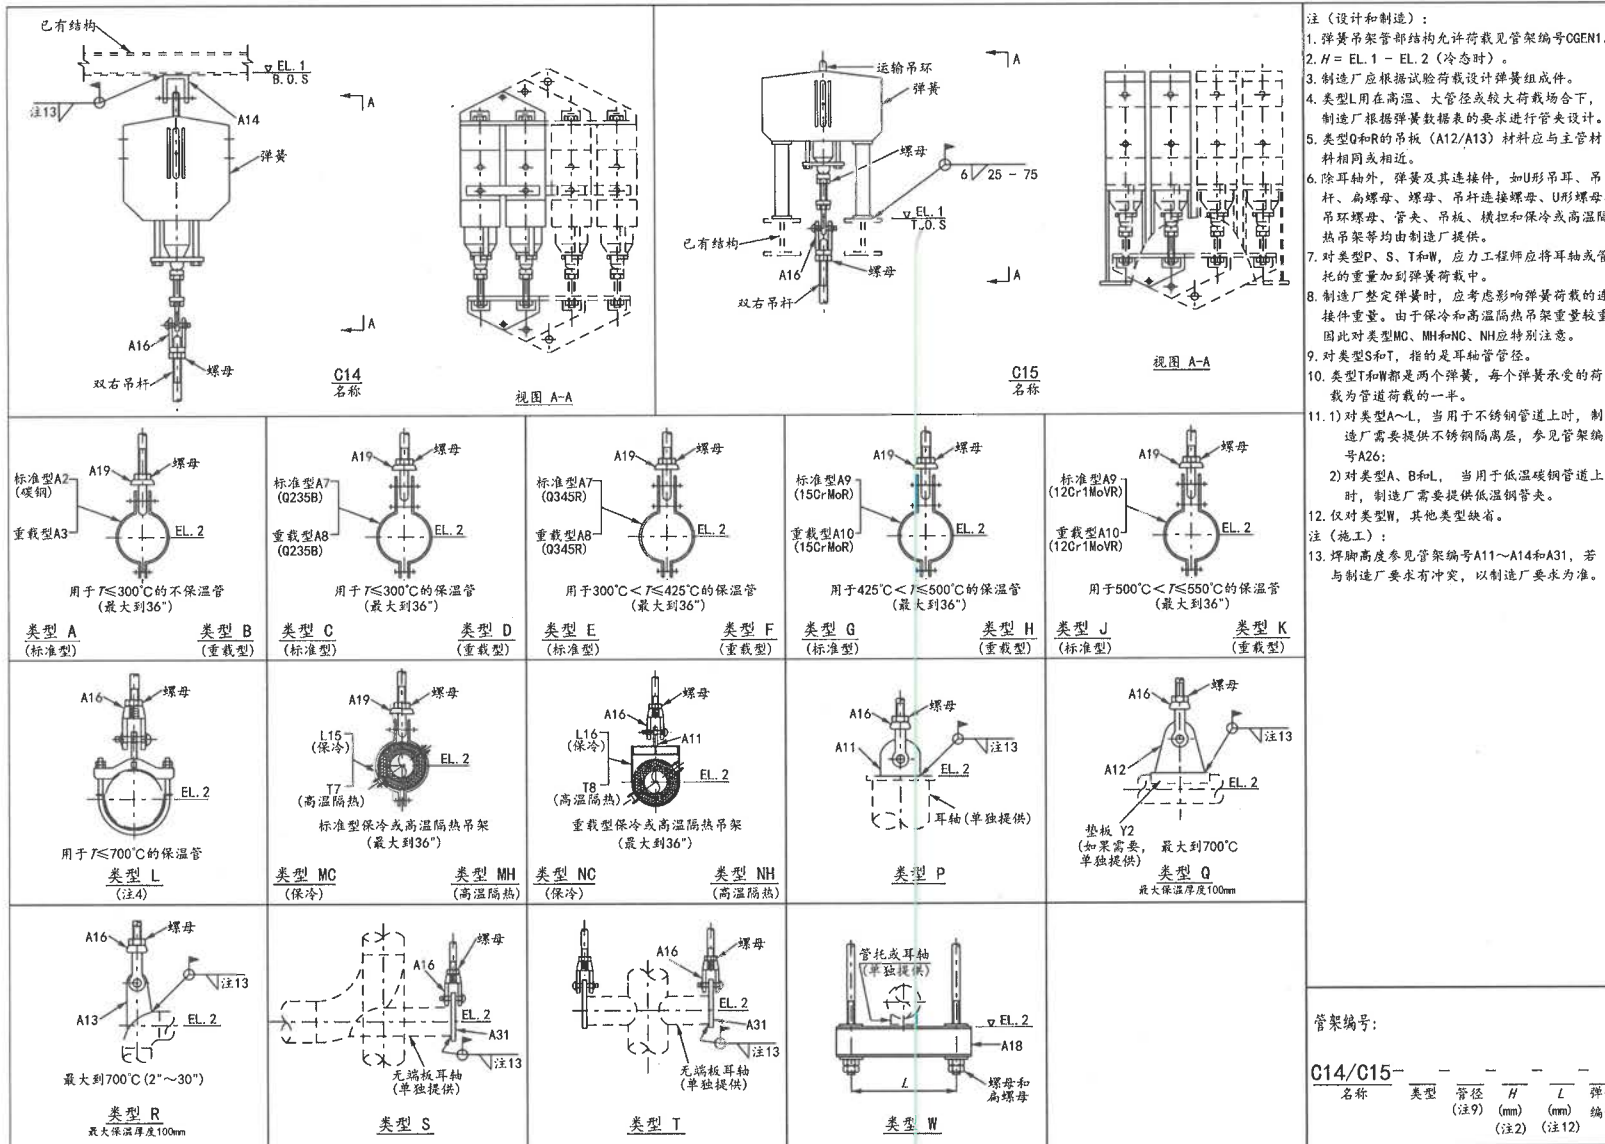 已有结构
EL.1
B.O.S
注13
A14
A
弹簧
A16
螺母
双右吊杆
A
C14
名称
视图 A-A
运输吊环
弹簧
A
螺母
6 25 - 75
EL.1
T.O.S
已有结构
A16
螺母
双右吊杆
A
C15
名称
视图 A-A
A19 螺母
标准型A2
(碳钢)
重载型A3
EL.2
用于T≤300℃的不保温管
(最大到36")
类型 A
(标准型)
类型 B
(重载型)
A19 螺母
标准型A7
(Q235B)
重载型A8
(Q235B)
EL.2
用于T≤300℃的保温管
(最大到36")
类型 C
(标准型)
类型 D
(重载型)
A19 螺母
标准型A7
(Q345R)
重载型A8
(Q345R)
EL.2
用于300℃<T≤425℃的保温管
(最大到36")
类型 E
(标准型)
类型 F
(重载型)
A19 螺母
标准型A9
(15CrMoR)
重载型A10
(15CrMoR)
EL.2
用于425℃<T≤500℃的保温管
(最大到36")
类型 G
(标准型)
类型 H
(重载型)
A19 螺母
标准型A9
(12Cr1MoVR)
重载型A10
(12Cr1MoVR)
EL.2
用于500℃<T≤550℃的保温管
(最大到36")
类型 J
(标准型)
类型 K
(重载型)
A16 螺母
EL.2
用于T≤700℃的保温管
类型 L
(注4)
A19 螺母
L15
(保冷)
EL.2
T7
(高温隔热)
标准型保冷或高温隔热吊架
(最大到36")
类型 MC
(保冷)
类型 MH
(高温隔热)
螺母
A16
L16
(保冷)
A11
EL.2
T8
(高温隔热)
重载型保冷或高温隔热吊架
(最大到36")
类型 NC
(保冷)
类型 NH
(高温隔热)
A16 螺母
A11
注13
EL.2
耳轴(单独提供)
类型 P
A16 螺母
注13
A12
EL.2
垫板 Y2
(如果需要,
单独提供)
最大到700℃
类型 Q
最大保温厚度100mm
A16 螺母
注13
A13
EL.2
最大到700℃(2"~30")
类型 R
最大保温厚度100mm
螺母
A16
EL.2
A31
注13
无端板耳轴
(单独提供)
类型 S
螺母
A16
EL.2
A31
注13
无端板耳轴
(单独提供)
类型 T
管托或耳轴
(单独提供)
EL.2
A18
L
螺母和
扁螺母
类型 W
注(设计和制造):
1. 弹簧吊架管部结构允许荷载见管架编号CGEN1.
2. H = EL.1 - EL.2 (冷态时)。
3. 制造厂应根据试验荷载设计弹簧组成件。
4. 类型L用在高温、大管径或较大荷载场合下,
制造厂根据弹簧数据表的要求进行管夹设计。
5. 类型Q和R的吊板(A12/A13)材料应与主管材
料相同或相近。
6. 除耳轴外,弹簧及其连接件,如U形吊耳、吊
杆、扁螺母、螺母、吊杆连接螺母、U形螺母
吊环螺母、管夹、吊板、横担和保冷或高温隔
热吊架等均由制造厂提供。
7. 对类型P、S、T和W,应力工程师应将耳轴或管
托的重量加到弹簧荷载中。
8. 制造厂整定弹簧时,应考虑影响弹簧荷载的连
接件重量。由于保冷和高温隔热吊架重量较重
因此对类型MC、MH和NC、NH应特别注意。
9. 对类型S和T,指的是耳轴管管径。
10. 类型T和W都是两个弹簧,每个弹簧承受的荷
载为管道荷载的一半。
11. 1)对类型A~L,当用于不锈钢管道上时,制
造厂需要提供不锈钢隔离层,参见管架编
号A26;
2)对类型A、B和L, 当用于低温碳钢管道上
时,制造厂需要提供低温钢管夹。
12. 仅对类型W,其他类型缺省。
注(施工):
13. 焊脚高度参见管架编号A11~A14和A31,若
与制造厂要求有冲突,以制造厂要求为准。
管架编号:
C14/C15- - - - -
名称 类型 管径 H L 弹
(注9) (mm) (mm) 编
(注2) (注12)